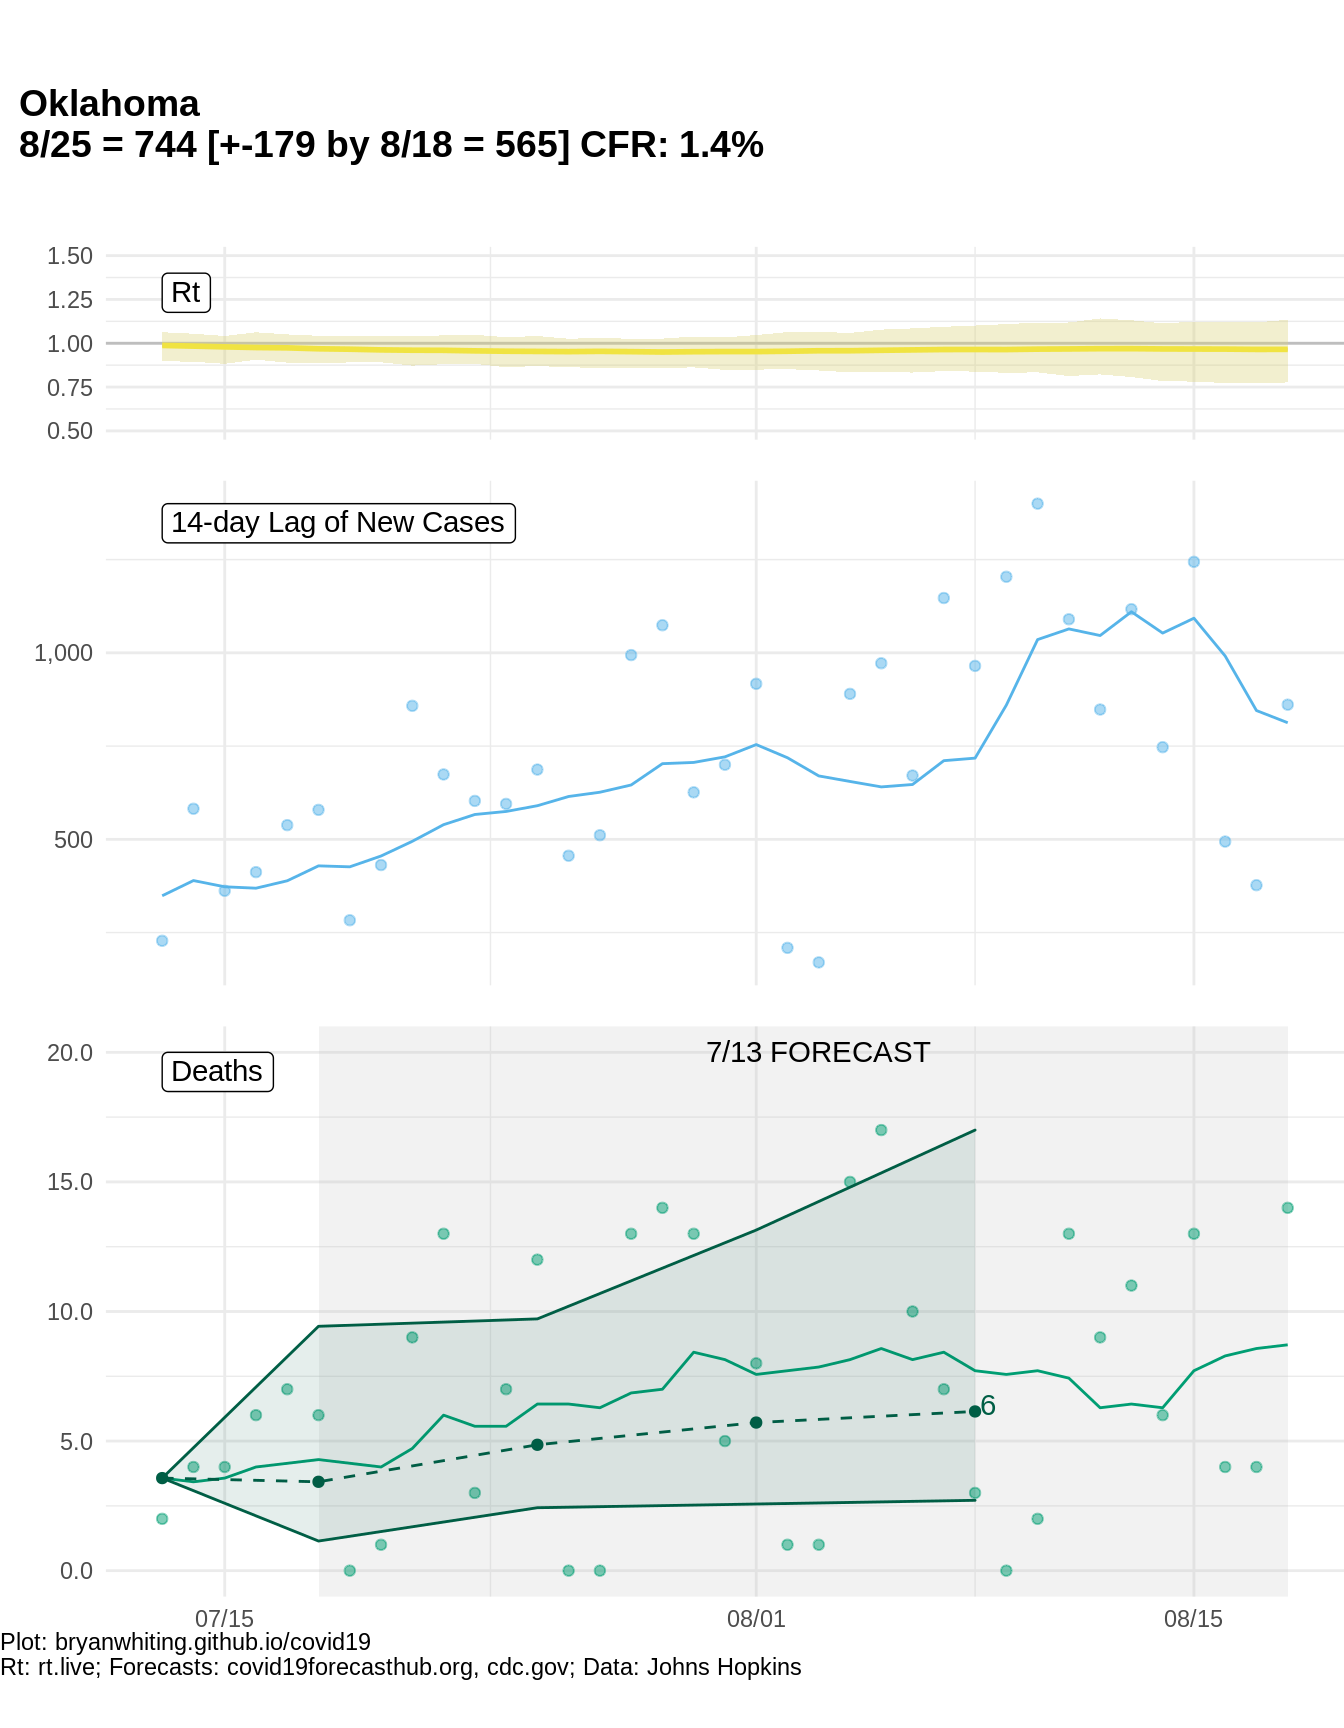 Oklahoma
8/25 = 744 [+-179 by 8/18 = 565] CFR: 1.4%
1.50
Rt
1.25
1.00
0.75
0.50
14-day Lag of New Cases
1,000
500
7/13 FORECAST
20.0
Deaths
15.0
10.0
6
5.0
0.0
07/15
08/01
08/15
Plot: bryanwhiting.github.io/covid19
Rt: rt.live; Forecasts: covid19forecasthub.org, cdc.gov; Data: Johns Hopkins